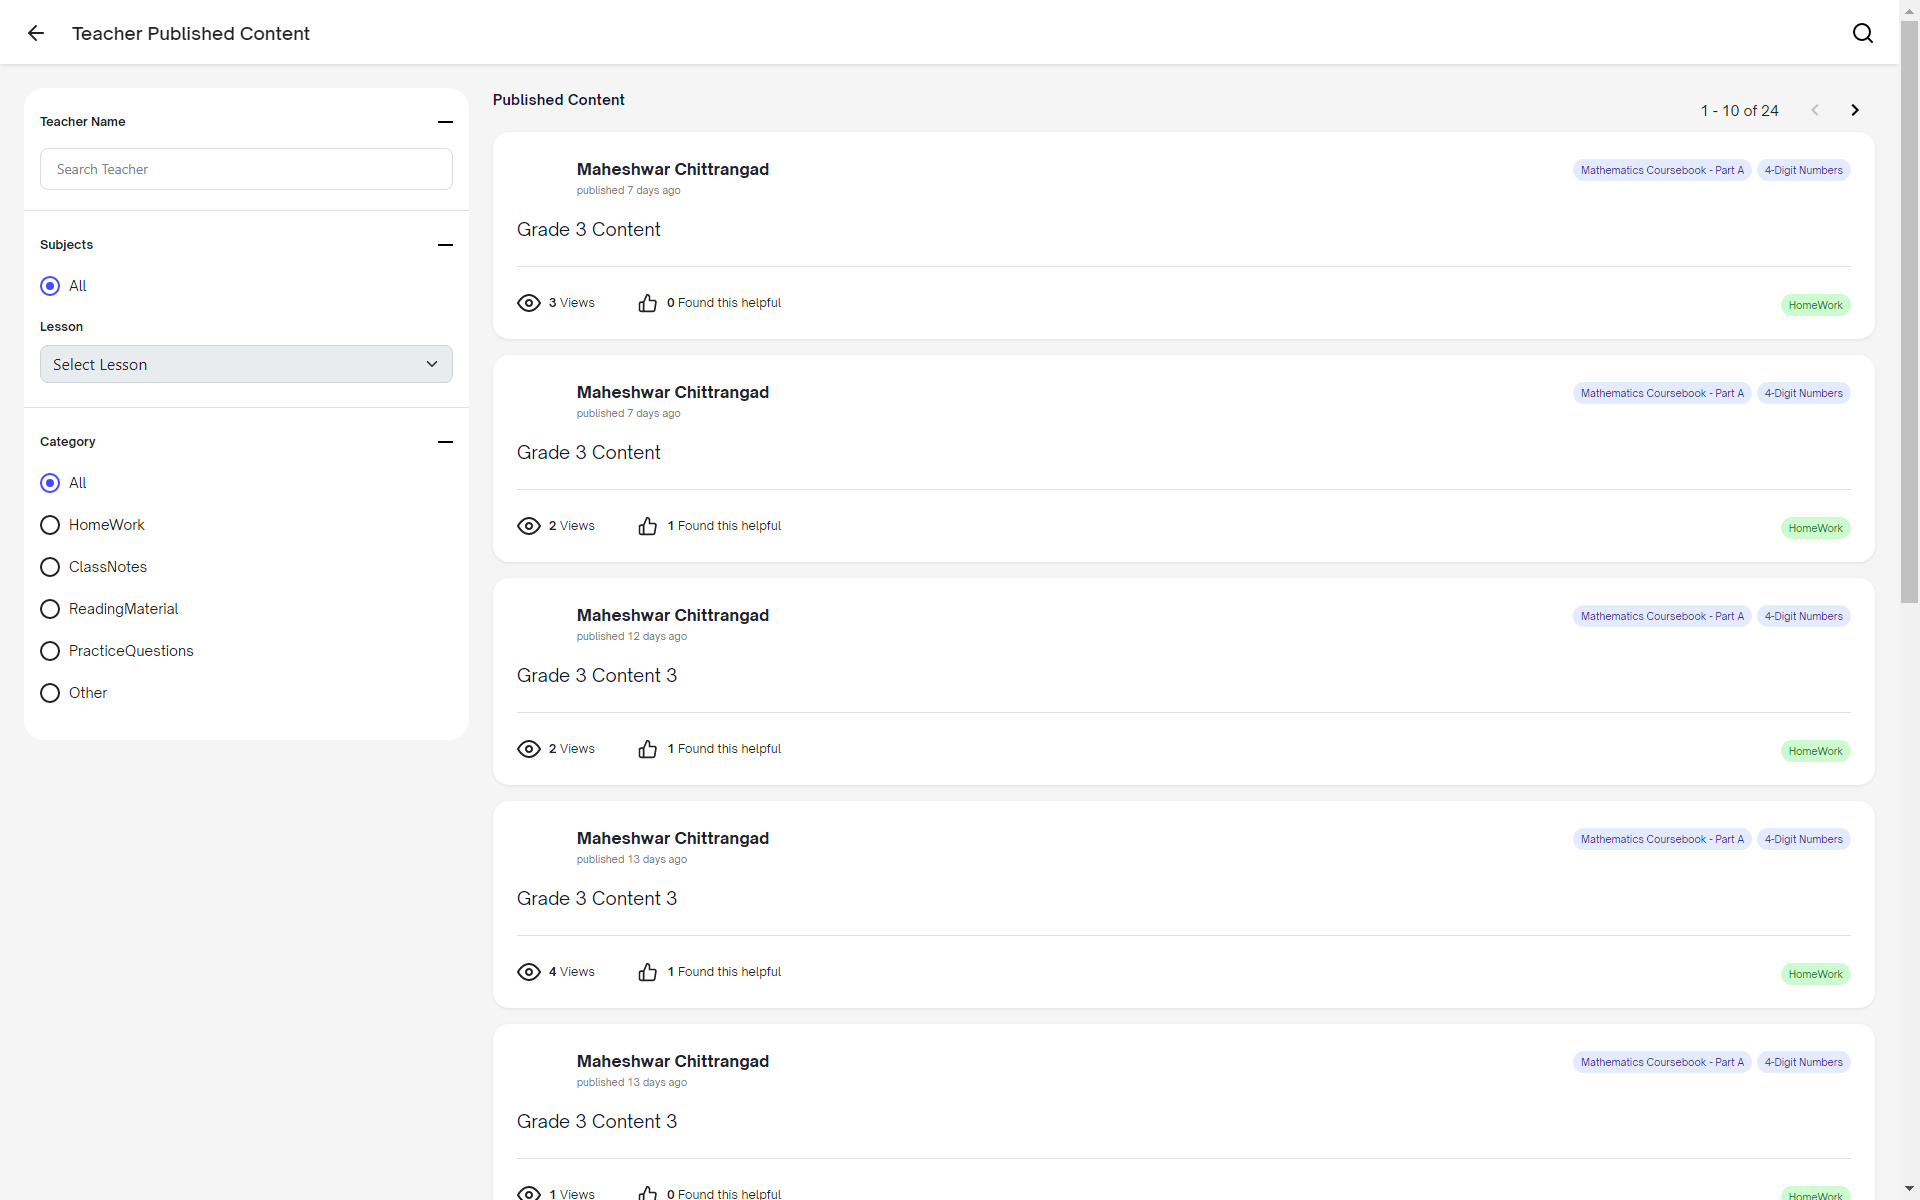 Teacher Published Content
Teacher Name
Search Teacher
Subjects
All
Lesson
Select Lesson
Category
All
HomeWork
ClassNotes
ReadingMaterial
PracticeQuestions
Other
Published Content
1 - 10 of 24
Maheshwar Chittrangad
published 7 days ago
Mathematics Coursebook - Part A
4-Digit Numbers
Grade 3 Content
3 Views
0 Found this helpful
HomeWork
Maheshwar Chittrangad
published 7 days ago
Mathematics Coursebook - Part A
4-Digit Numbers
Grade 3 Content
2 Views
1 Found this helpful
HomeWork
Maheshwar Chittrangad
published 12 days ago
Mathematics Coursebook - Part A
4-Digit Numbers
Grade 3 Content 3
2 Views
1 Found this helpful
HomeWork
Maheshwar Chittrangad
published 13 days ago
Mathematics Coursebook - Part A
4-Digit Numbers
Grade 3 Content 3
4 Views
1 Found this helpful
HomeWork
Maheshwar Chittrangad
published 13 days ago
Mathematics Coursebook - Part A
4-Digit Numbers
Grade 3 Content 3
1 Views
0 Found this helpful
HomeWork